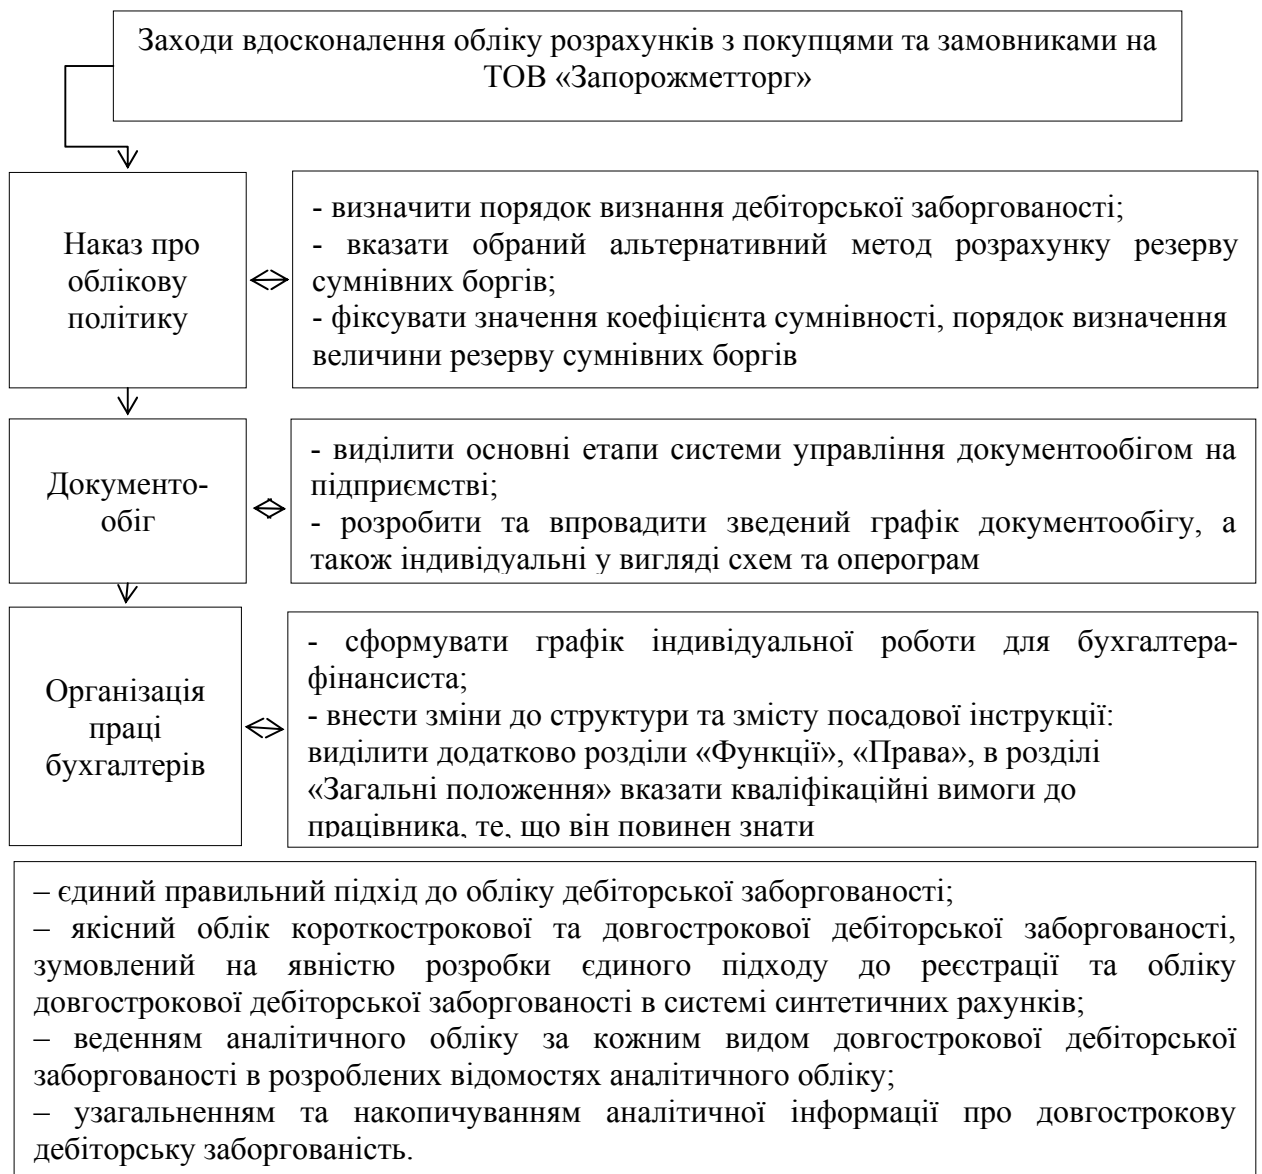 Заходи вдосконалення обліку розрахунків з покупцями та замовниками на
ТОВ «Запорожметторг»
Наказ про
облікову
політику
- визначити порядок визнання дебіторської заборгованості;
- вказати обраний альтернативний метод розрахунку резерву
сумнівних боргів;
- фіксувати значення коефіцієнта сумнівності, порядок визначення
величини резерву сумнівних боргів
Документо-
обіг
- виділити основні етапи системи управління документообігом на
підприємстві;
- розробити та впровадити зведений графік документообігу, а
також індивідуальні у вигляді схем та оперограм
Організація
праці
бухгалтерів
- сформувати графік індивідуальної роботи для бухгалтера-
фінансиста;
- внести зміни до структури та змісту посадової інструкції:
виділити додатково розділи «Функції», «Права», в розділі
«Загальні положення» вказати кваліфікаційні вимоги до
працівника, те, що він повинен знати
– єдиний правильний підхід до обліку дебіторської заборгованості;
– якісний облік короткострокової та довгострокової дебіторської заборгованості,
зумовлений на явністю розробки єдиного підходу до реєстрації та обліку
довгострокової дебіторської заборгованості в системі синтетичних рахунків;
– веденням аналітичного обліку за кожним видом довгострокової дебіторської
заборгованості в розроблених відомостях аналітичного обліку;
– узагальненням та накопичуванням аналітичної інформації про довгострокову
дебіторську заборгованість.